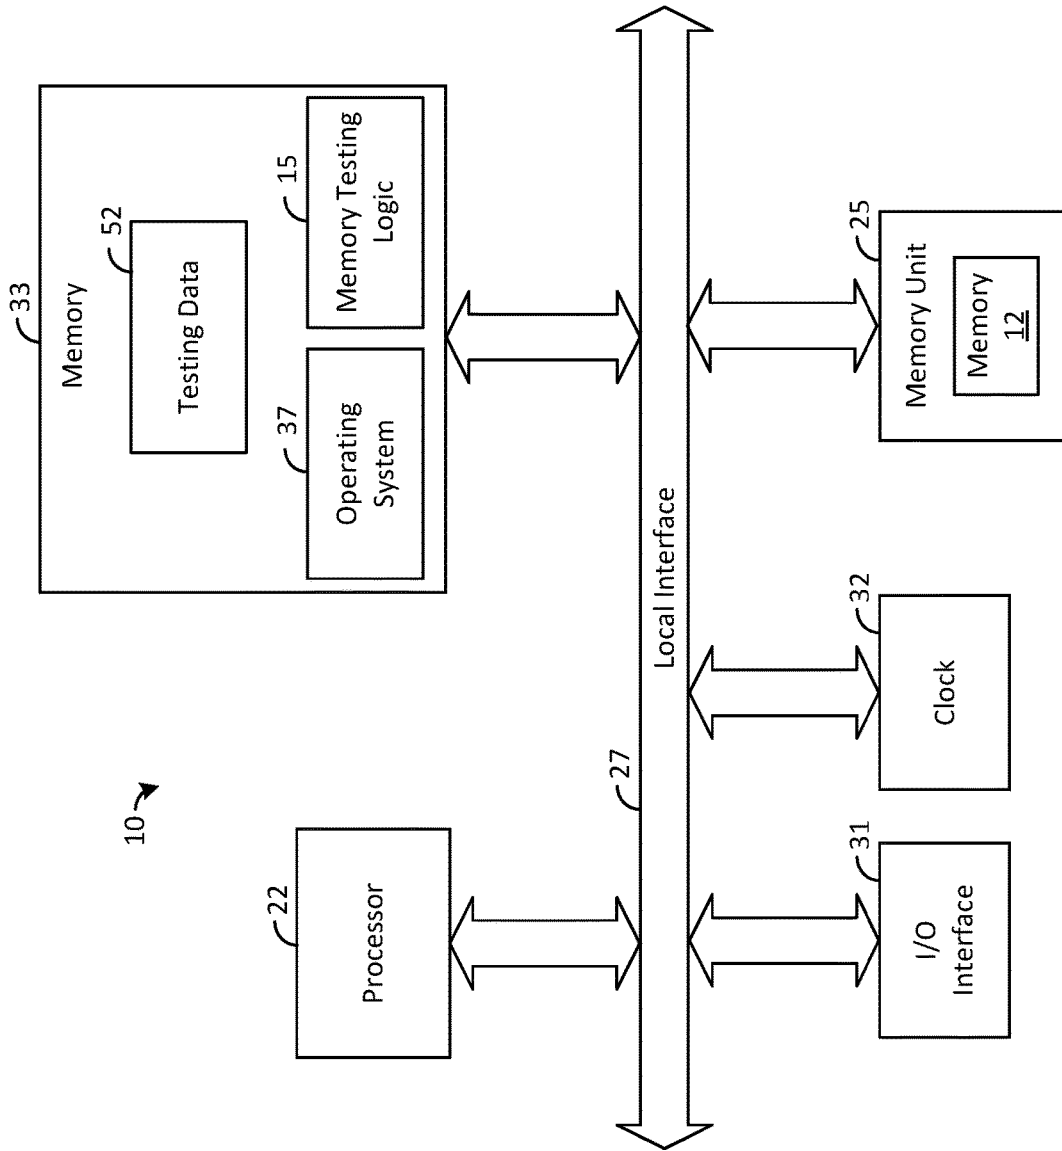 10
22
Processor
33
Memory
52
Testing Data
37
Operating
System
15
Memory Testing
Logic
27
Local Interface
31
I/O
Interface
32
Clock
25
Memory Unit
Memory
12